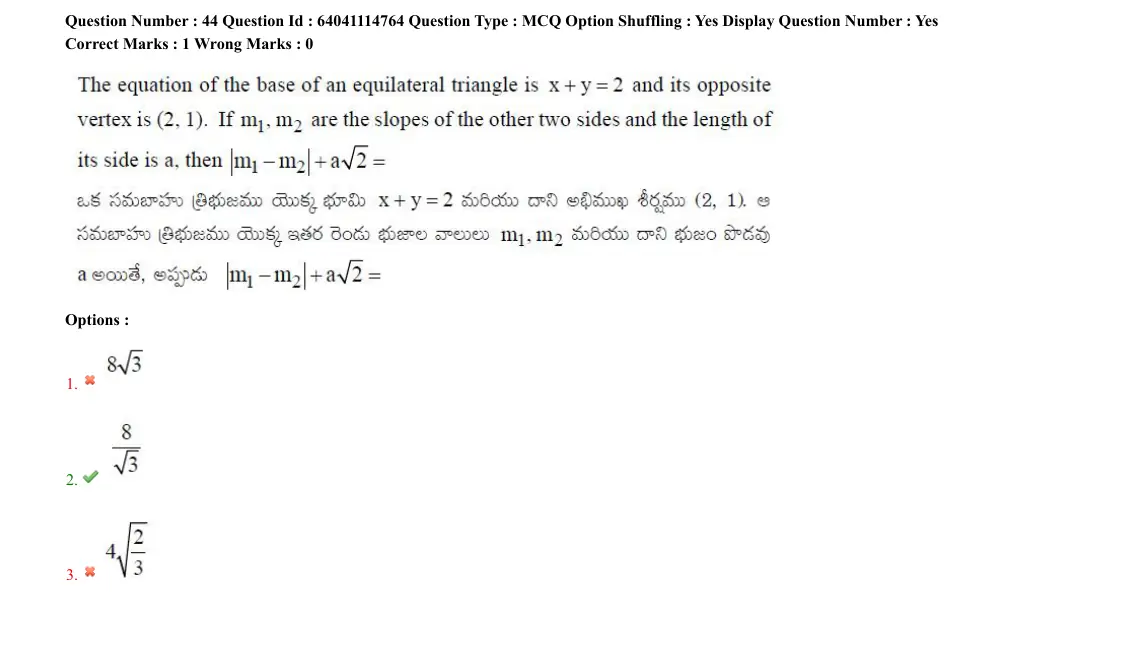 Question Number : 44 Question Id : 64041114764 Question Type : MCQ Option Shuffling : Yes Display Question Number : Yes
Correct Marks : 1 Wrong Marks : 0
The equation of the base of an equilateral triangle is x + y = 2 and its opposite
vertex is (2, 1). If m₁, m₂ are the slopes of the other two sides and the length of
its side is a, then |m₁ − m₂| + a√2 =
ఒక సమబాహు త్రిభుజము యొక్క భూమి x + y = 2 మరియు దాని అభిముఖ శీర్షము (2, 1). ఆ
సమబాహు త్రిభుజము యొక్క ఇతర రెండు భుజాల వాలులు m₁, m₂ మరియు దాని భుజం పొడవు
a అయితే, అప్పుడు |m₁ − m₂| + a√2 =
Options :
1. ✖ 8√3
2. ✔ 8/√3
3. ✖ 4√(2/3)